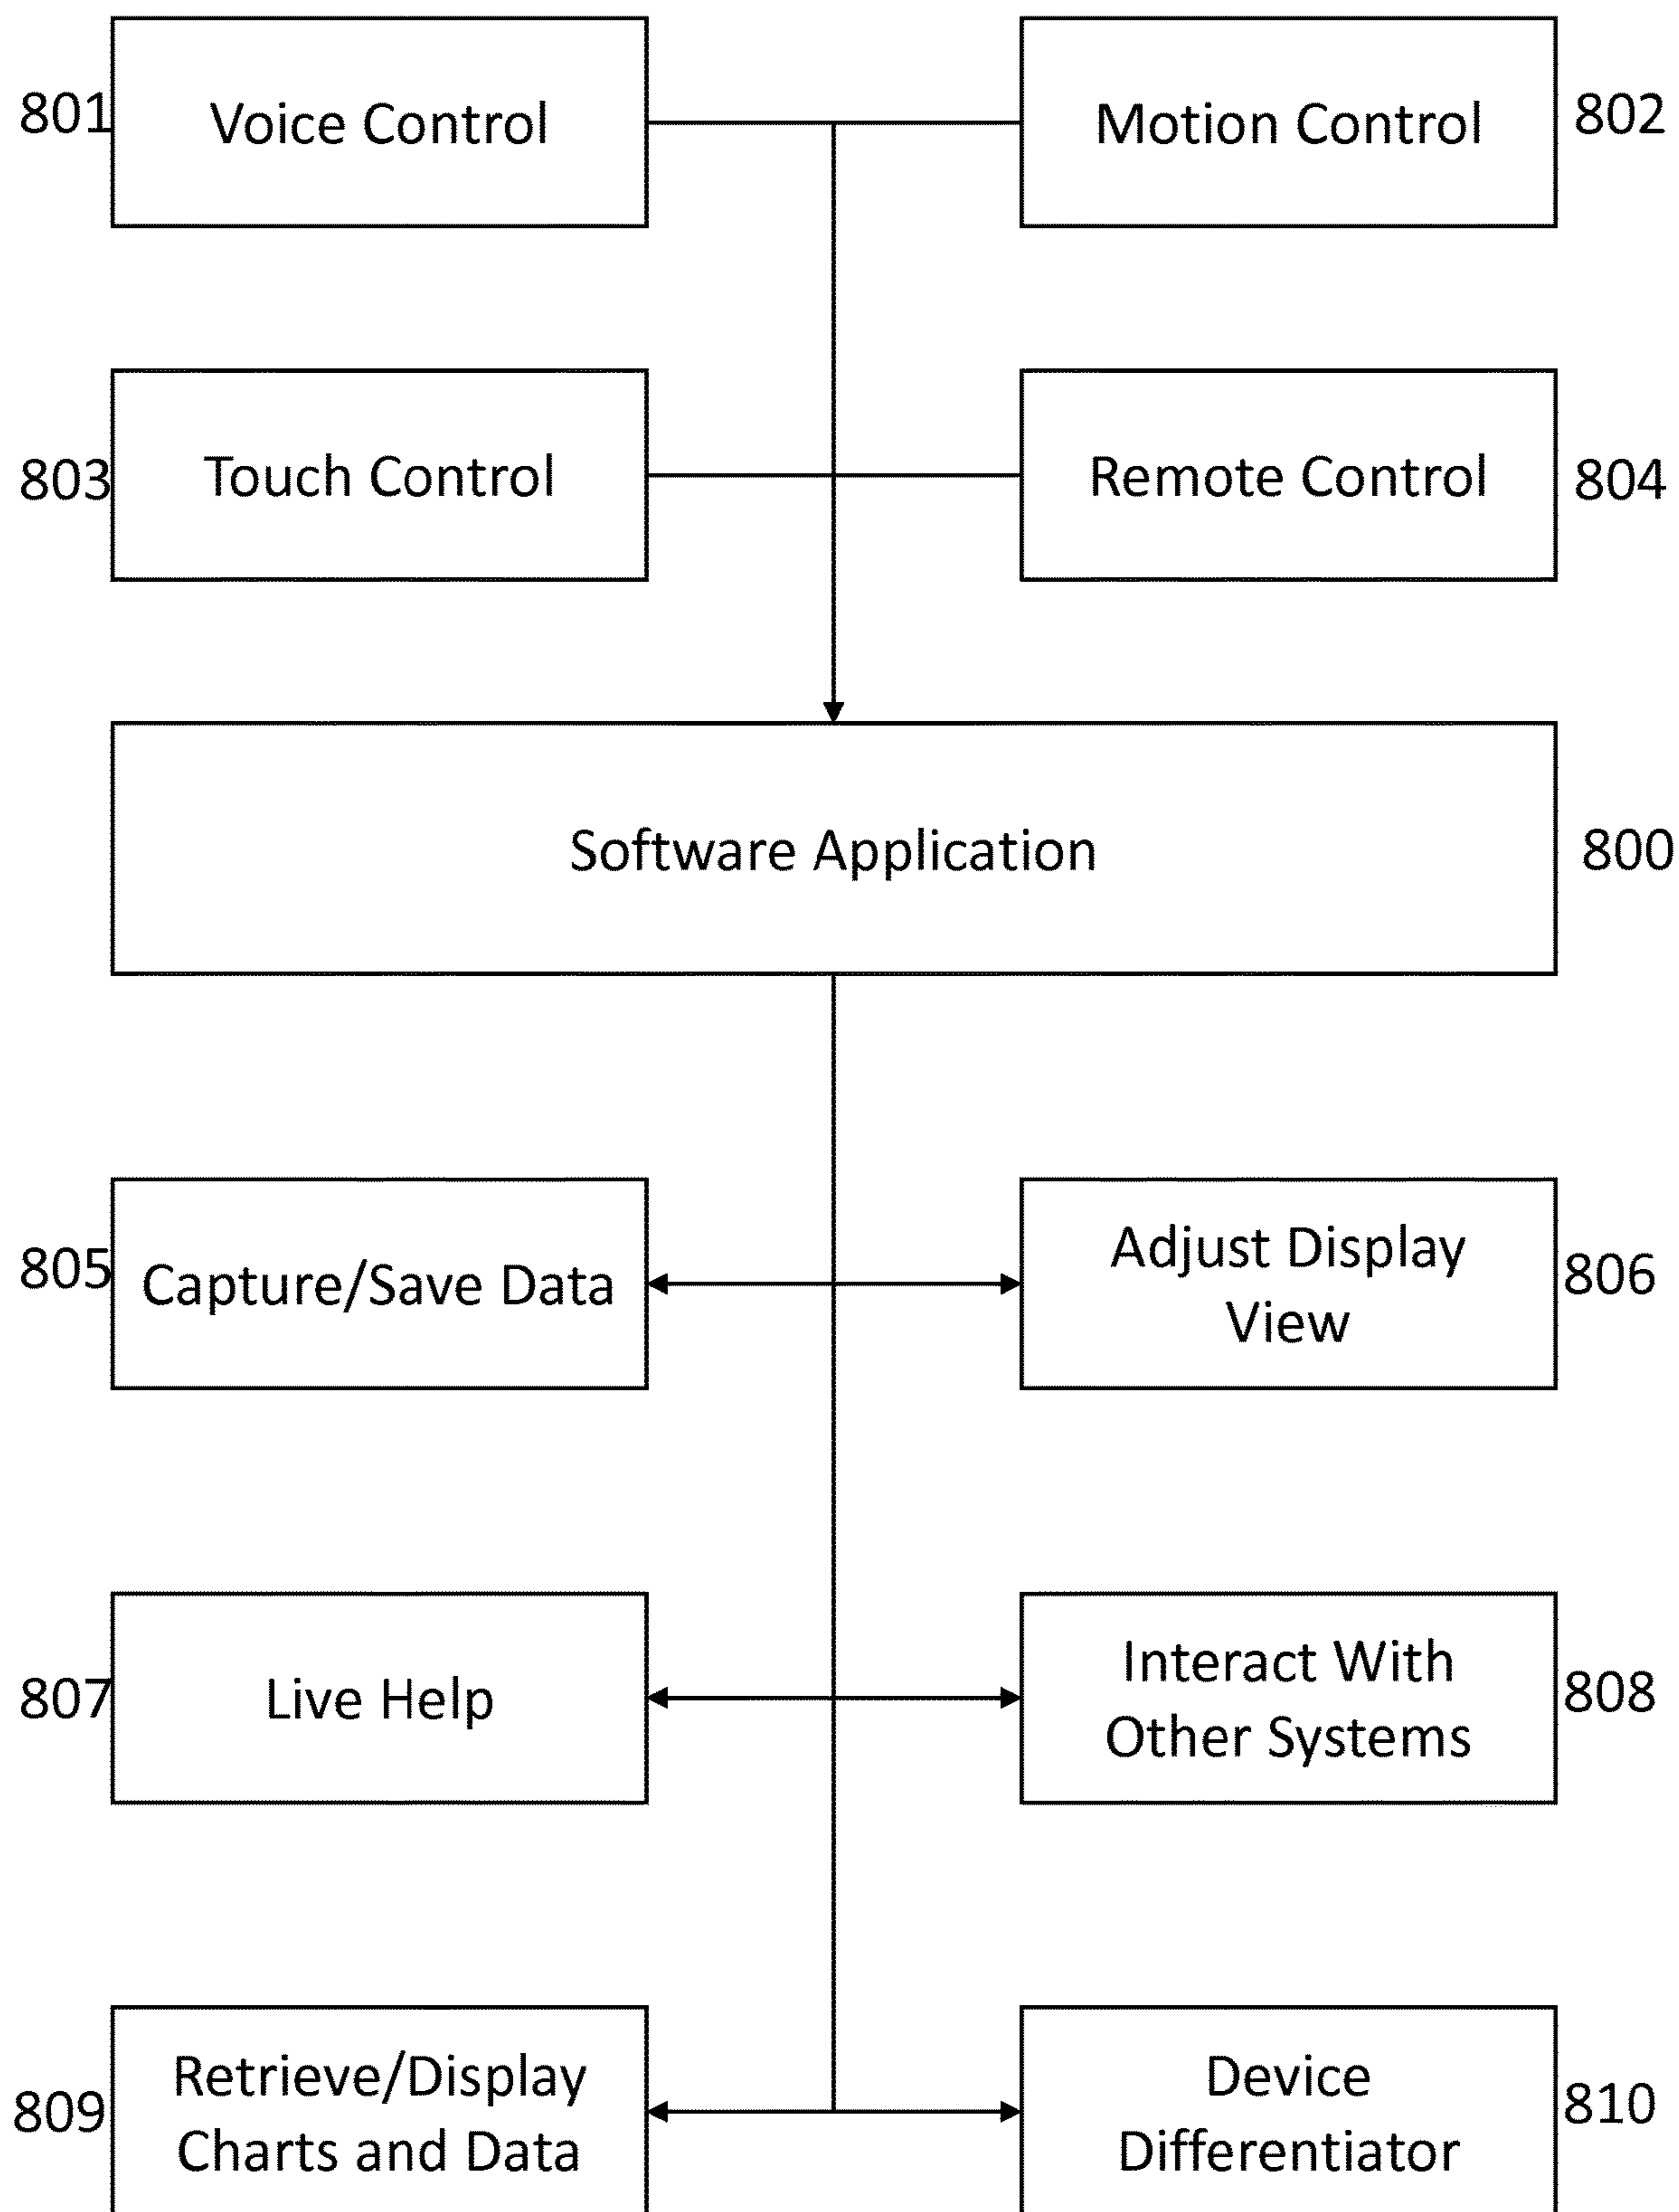 801
Voice Control
Motion Control
802
803
Touch Control
Remote Control
804
Software Application
800
805
Capture/Save Data
Adjust Display
View
806
807
Live Help
Interact With
Other Systems
808
809
Retrieve/Display
Charts and Data
Device
Differentiator
810